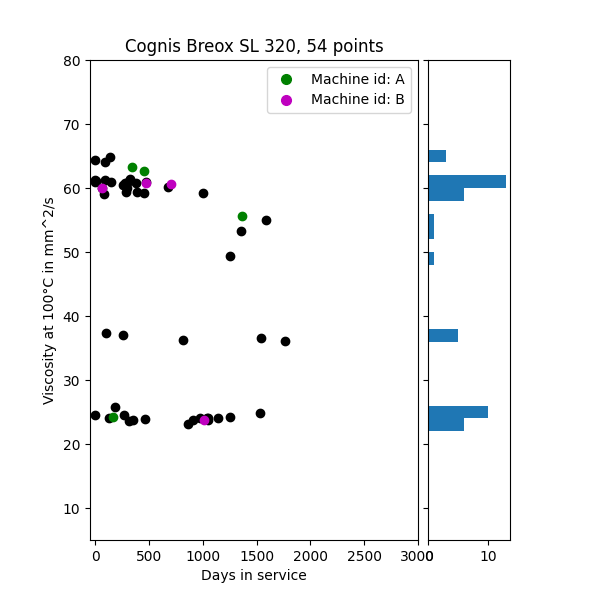 Cognis Breox SL 320, 54 points
Machine id: A
Machine id: B
Viscosity at 100°C in mm^2/s
80
70
60
50
40
30
20
10
0 500 1000 1500 2000 2500 3000
0 10
Days in service